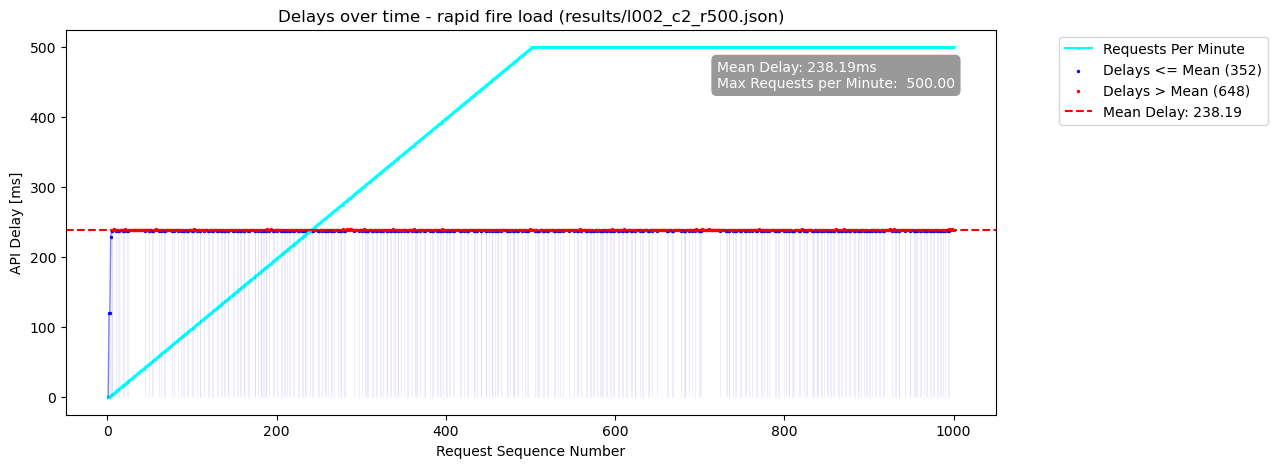 Delays over time - rapid fire load (results/l002_c2_r500.json)
API Delay [ms]
500
400
300
200
100
0
0 200 400 600 800 1000
Request Sequence Number
Mean Delay: 238.19ms
Max Requests per Minute:  500.00
Requests Per Minute
Delays <= Mean (352)
Delays > Mean (648)
Mean Delay: 238.19